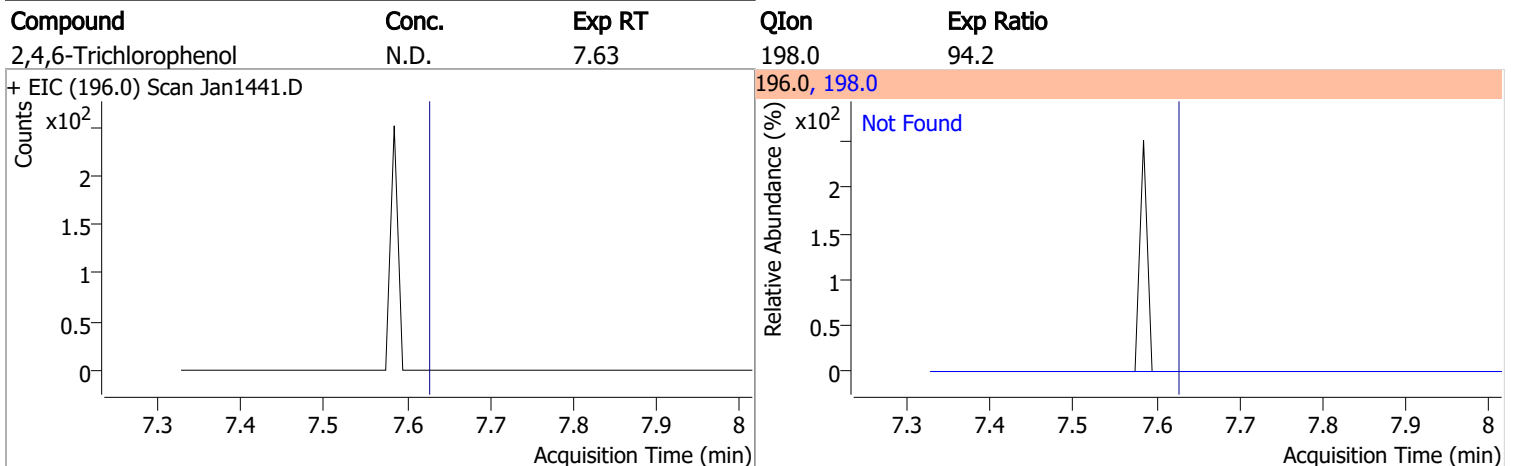 Compound Conc. Exp RT QIon Exp Ratio
2,4,6-Trichlorophenol N.D. 7.63 198.0 94.2
+ EIC (196.0) Scan Jan1441.D
Counts
x10²
2
1.5
1
0.5
0
7.3 7.4 7.5 7.6 7.7 7.8 7.9 8
Acquisition Time (min)
196.0, 198.0
Relative Abundance (%)
x10²
Not Found
2
1.5
1
0.5
0
7.3 7.4 7.5 7.6 7.7 7.8 7.9 8
Acquisition Time (min)